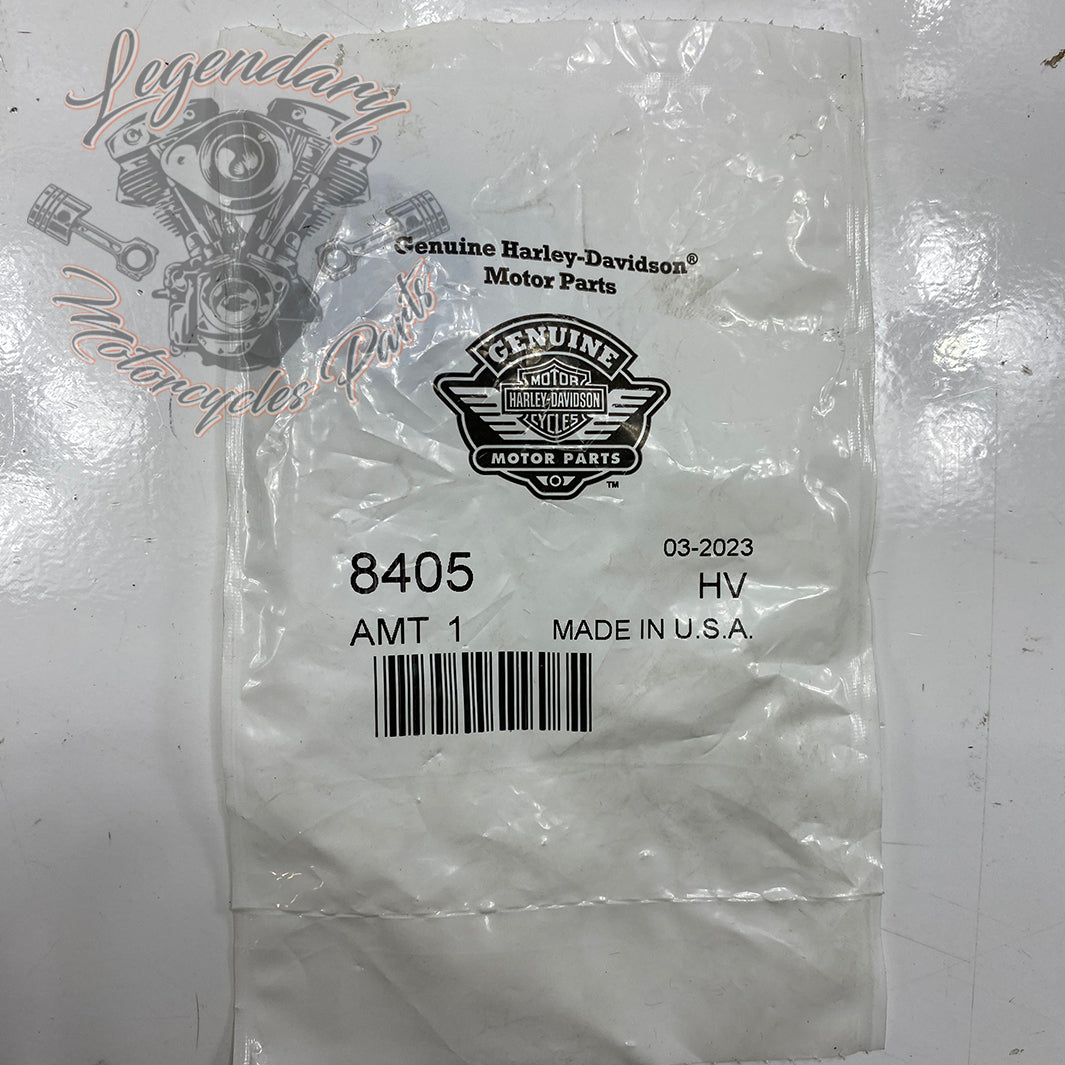 Legendary
Motorcycles Parts
Genuine Harley-Davidson®
Motor Parts
GENUINE
MOTOR
HARLEY-DAVIDSON
CYCLES
MOTOR PARTS
™
8405
03-2023
HV
AMT 1
MADE IN U.S.A.